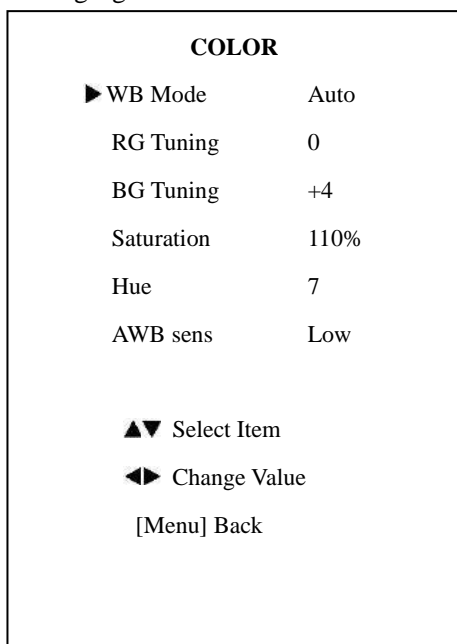 COLOR
▶WB Mode Auto
RG Tuning 0
BG Tuning +4
Saturation 110%
Hue 7
AWB sens Low
▲▼ Select Item
◀▶ Change Value
[Menu] Back